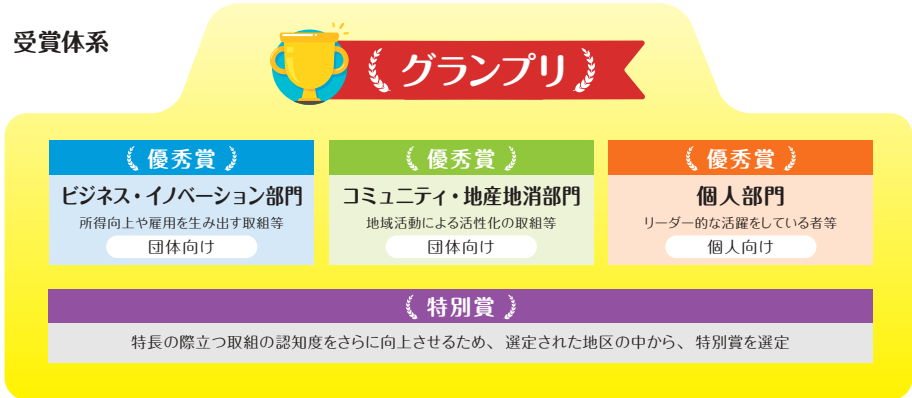 受賞体系
グランプリ
優秀賞
ビジネス・イノベーション部門
所得向上や雇用を生み出す取組等
団体向け
優秀賞
コミュニティ・地産地消部門
地域活動による活性化の取組等
団体向け
優秀賞
個人部門
リーダー的な活躍をしている者等
個人向け
特別賞
特長の際立つ取組の認知度をさらに向上させるため、選定された地区の中から、特別賞を選定